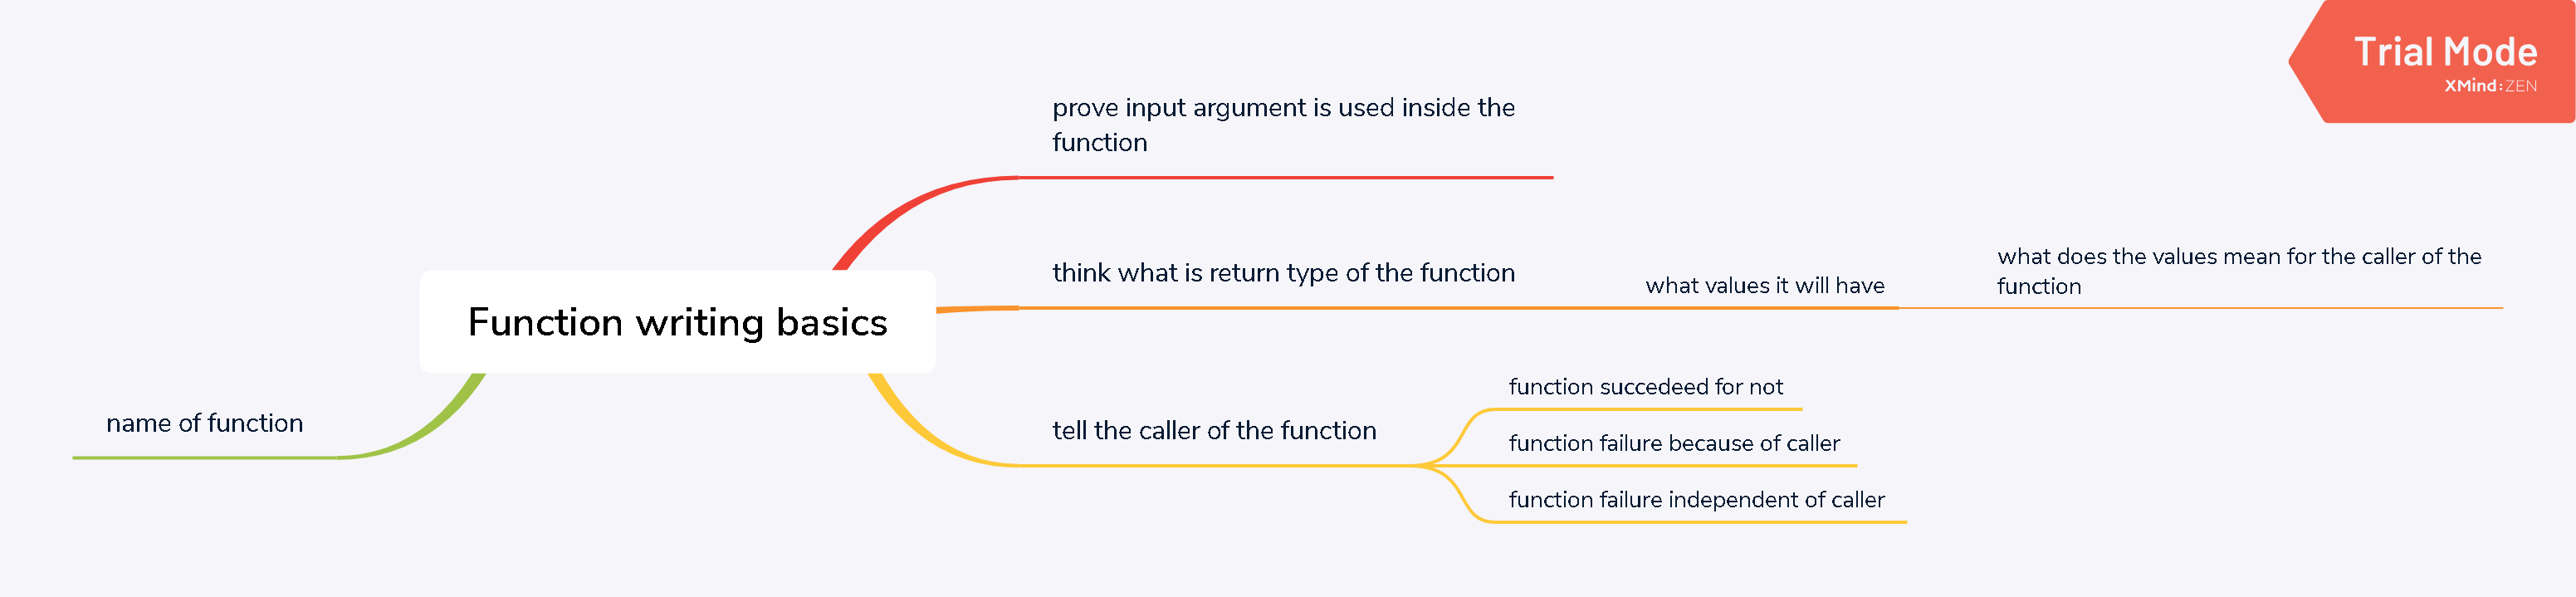 Trial Mode
XMind:ZEN
prove input argument is used inside the
function
think what is return type of the function
what values it will have
what does the values mean for the caller of the
function
Function writing basics
name of function
tell the caller of the function
function succedeed for not
function failure because of caller
function failure independent of caller